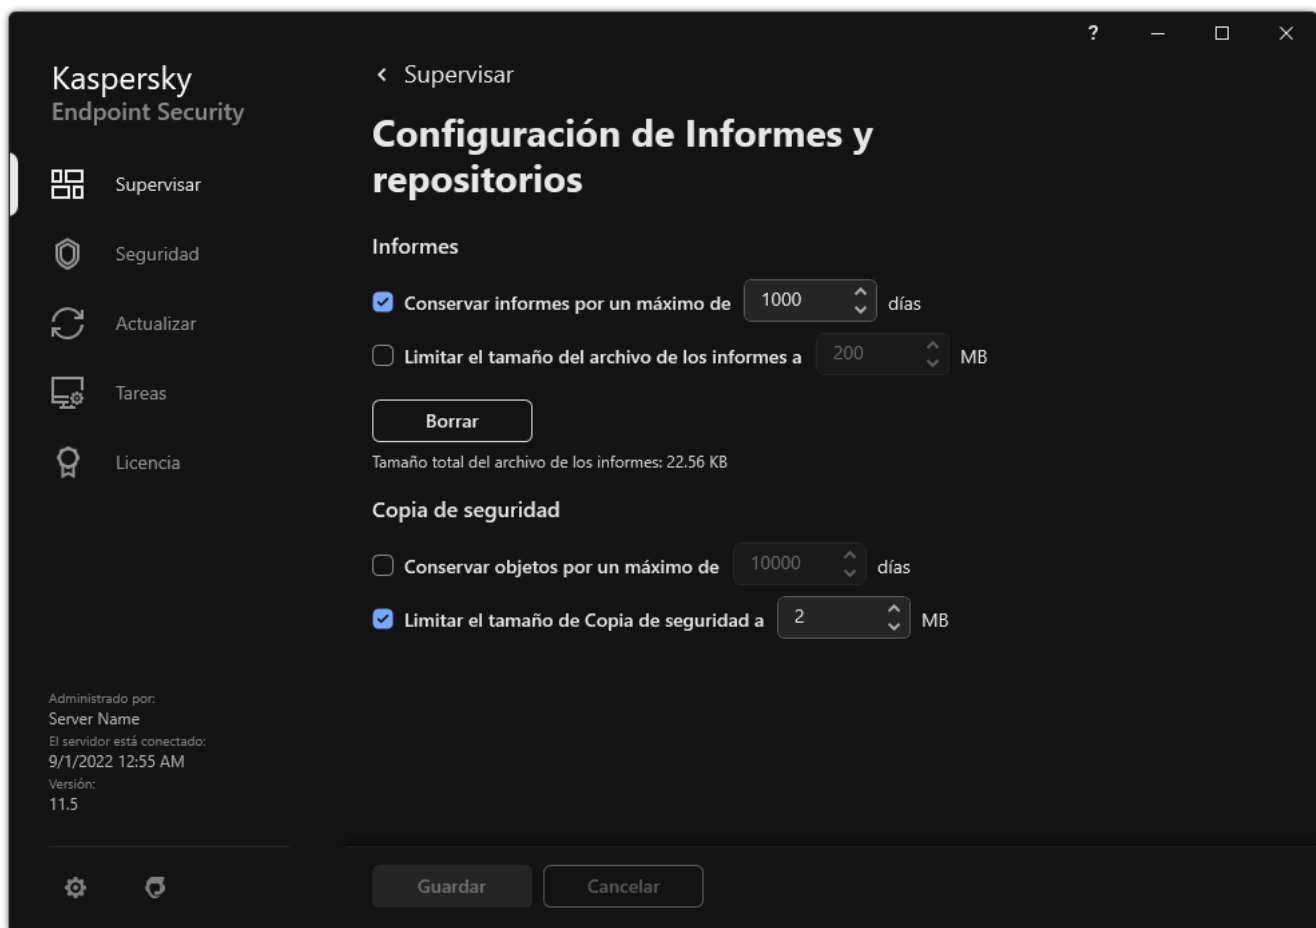 ?
Kaspersky
Endpoint Security
Supervisar
Seguridad
Actualizar
Tareas
Licencia
Administrado por:
Server Name
El servidor está conectado:
9/1/2022 12:55 AM
Versión:
11.5
Supervisar
Configuración de Informes y
repositorios
Informes
Conservar informes por un máximo de 1000 días
Limitar el tamaño del archivo de los informes a 200 MB
Borrar
Tamaño total del archivo de los informes: 22.56 KB
Copia de seguridad
Conservar objetos por un máximo de 10000 días
Limitar el tamaño de Copia de seguridad a 2 MB
Guardar Cancelar